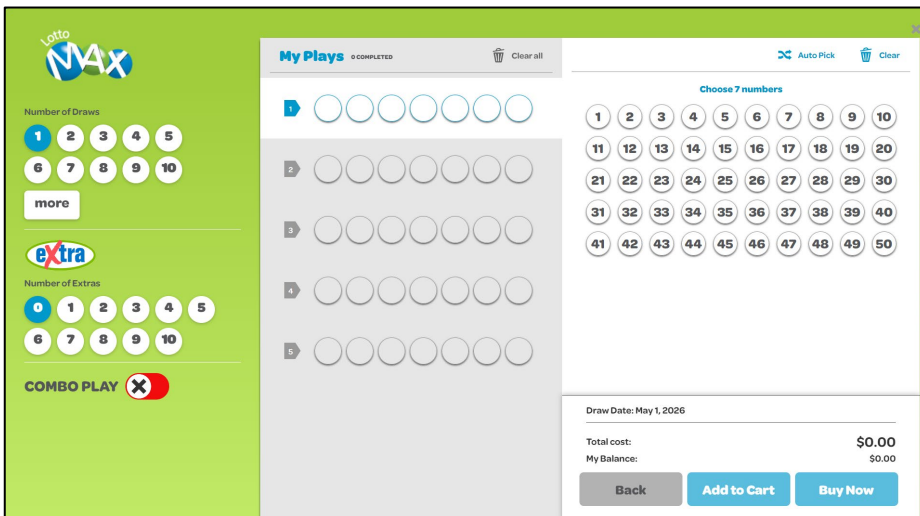 Lotto
MAX
Number of Draws
1 2 3 4 5
6 7 8 9 10
more
extra
Number of Extras
0 1 2 3 4 5
6 7 8 9 10
COMBO PLAY
My Plays 0 COMPLETED Clear all
1
2
3
4
5
Auto Pick Clear
Choose 7 numbers
1 2 3 4 5 6 7 8 9 10
11 12 13 14 15 16 17 18 19 20
21 22 23 24 25 26 27 28 29 30
31 32 33 34 35 36 37 38 39 40
41 42 43 44 45 46 47 48 49 50
Draw Date: May 1, 2026
Total cost: $0.00
My Balance: $0.00
Back Add to Cart Buy Now